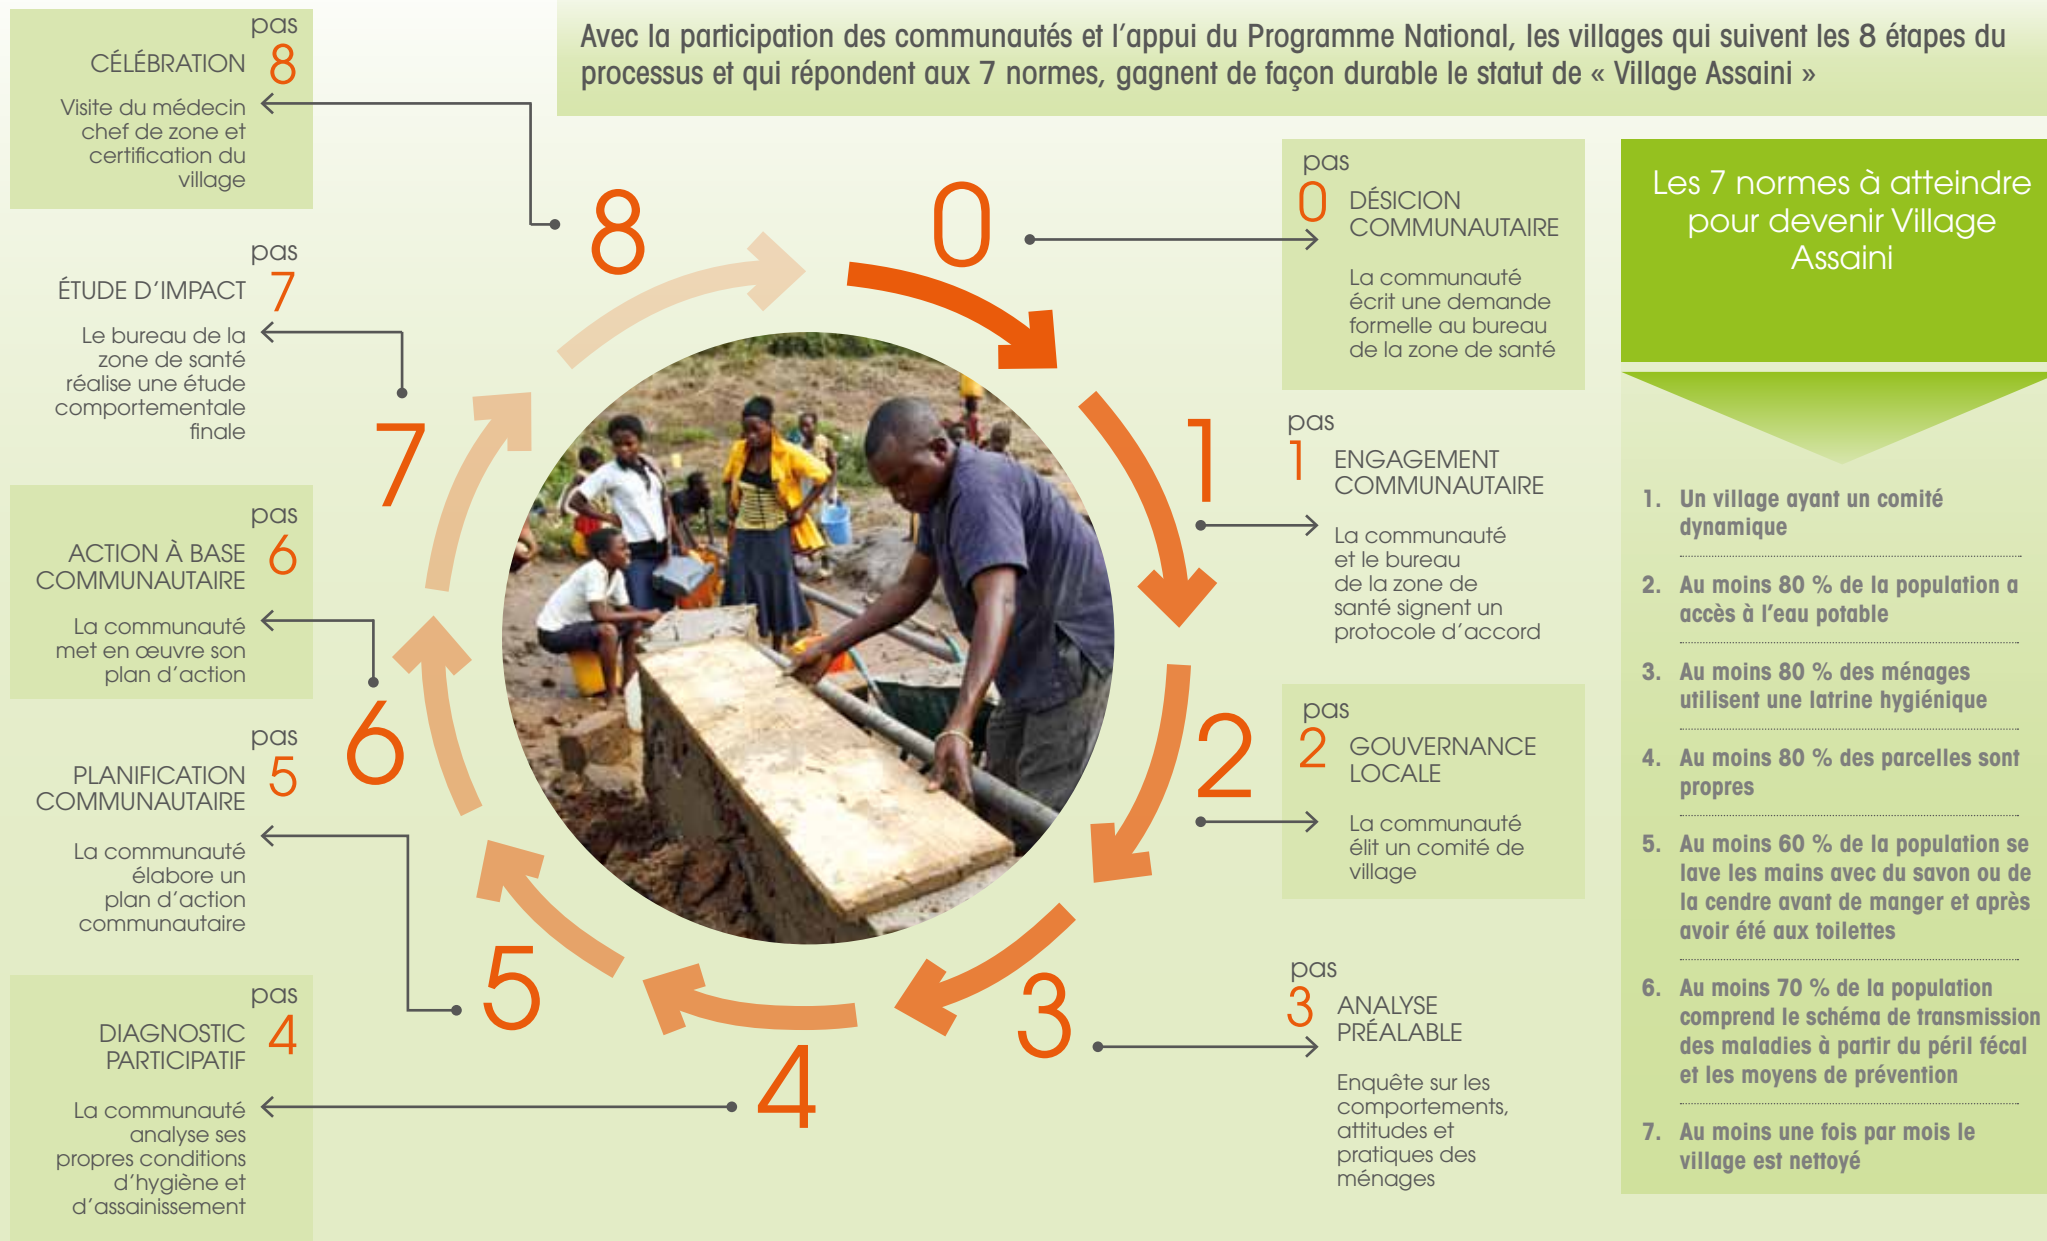 Avec la participation des communautés et l'appui du Programme National, les villages qui suivent les 8 étapes du
processus et qui répondent aux 7 normes, gagnent de façon durable le statut de « Village Assaini »
pas
8
CÉLÉBRATION
Visite du médecin
chef de zone et
certification du
village
pas
7
ÉTUDE D'IMPACT
Le bureau de la
zone de santé
réalise une étude
comportementale
finale
pas
6
ACTION À BASE
COMMUNAUTAIRE
La communauté
met en œuvre son
plan d'action
pas
5
PLANIFICATION
COMMUNAUTAIRE
La communauté
élabore un
plan d'action
communautaire
pas
4
DIAGNOSTIC
PARTICIPATIF
La communauté
analyse ses
propres conditions
d'hygiène et
d'assainissement
8
0
7
1
6
2
5
3
4
pas
0
DÉSICION
COMMUNAUTAIRE
La communauté
écrit une demande
formelle au bureau
de la zone de santé
pas
1
ENGAGEMENT
COMMUNAUTAIRE
La communauté
et le bureau
de la zone de
santé signent un
protocole d'accord
pas
2
GOUVERNANCE
LOCALE
La communauté
élit un comité de
village
pas
3
ANALYSE
PRÉALABLE
Enquête sur les
comportements,
attitudes et
pratiques des
ménages
Les 7 normes à atteindre
pour devenir Village
Assaini
1. Un village ayant un comité
dynamique
2. Au moins 80 % de la population a
accès à l'eau potable
3. Au moins 80 % des ménages
utilisent une latrine hygiénique
4. Au moins 80 % des parcelles sont
propres
5. Au moins 60 % de la population se
lave les mains avec du savon ou de
la cendre avant de manger et après
avoir été aux toilettes
6. Au moins 70 % de la population
comprend le schéma de transmission
des maladies à partir du péril fécal
et les moyens de prévention
7. Au moins une fois par mois le
village est nettoyé